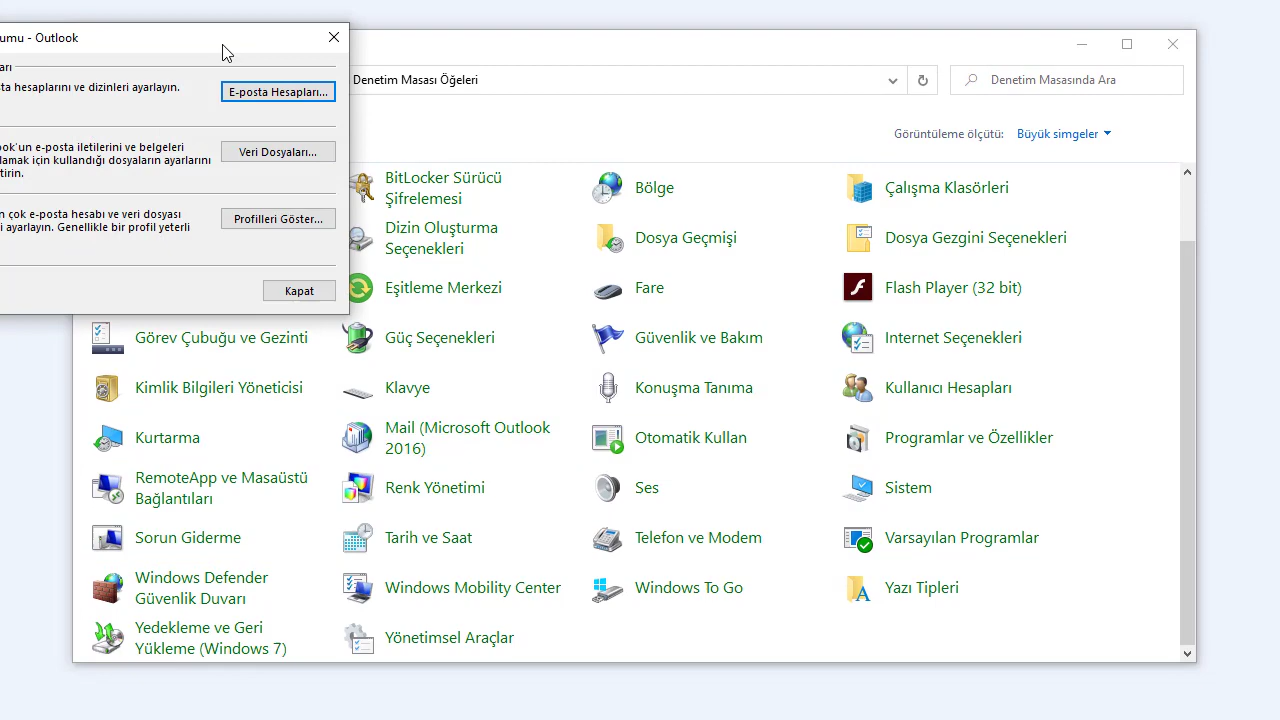 umu - Outlook
arı
sta hesaplarını ve dizinleri ayarlayın.
E-posta Hesapları...
ook'un e-posta iletilerini ve belgeleri
lamak için kullandığı dosyaların ayarlarını
tirin.
Veri Dosyaları...
n çok e-posta hesabı ve veri dosyası
i ayarlayın. Genellikle bir profil yeterli
Profilleri Göster...
Kapat
Denetim Masası Öğeleri
Denetim Masasında Ara
Görüntüleme ölçütü: Büyük simgeler
BitLocker Sürücü
Şifrelemesi
Bölge
Çalışma Klasörleri
Dizin Oluşturma
Seçenekleri
Dosya Geçmişi
Dosya Gezgini Seçenekleri
Eşitleme Merkezi
Fare
Flash Player (32 bit)
Görev Çubuğu ve Gezinti
Güç Seçenekleri
Güvenlik ve Bakım
Internet Seçenekleri
Kimlik Bilgileri Yöneticisi
Klavye
Konuşma Tanıma
Kullanıcı Hesapları
Kurtarma
Mail (Microsoft Outlook
2016)
Otomatik Kullan
Programlar ve Özellikler
RemoteApp ve Masaüstü
Bağlantıları
Renk Yönetimi
Ses
Sistem
Sorun Giderme
Tarih ve Saat
Telefon ve Modem
Varsayılan Programlar
Windows Defender
Güvenlik Duvarı
Windows Mobility Center
Windows To Go
Yazı Tipleri
Yedekleme ve Geri
Yükleme (Windows 7)
Yönetimsel Araçlar